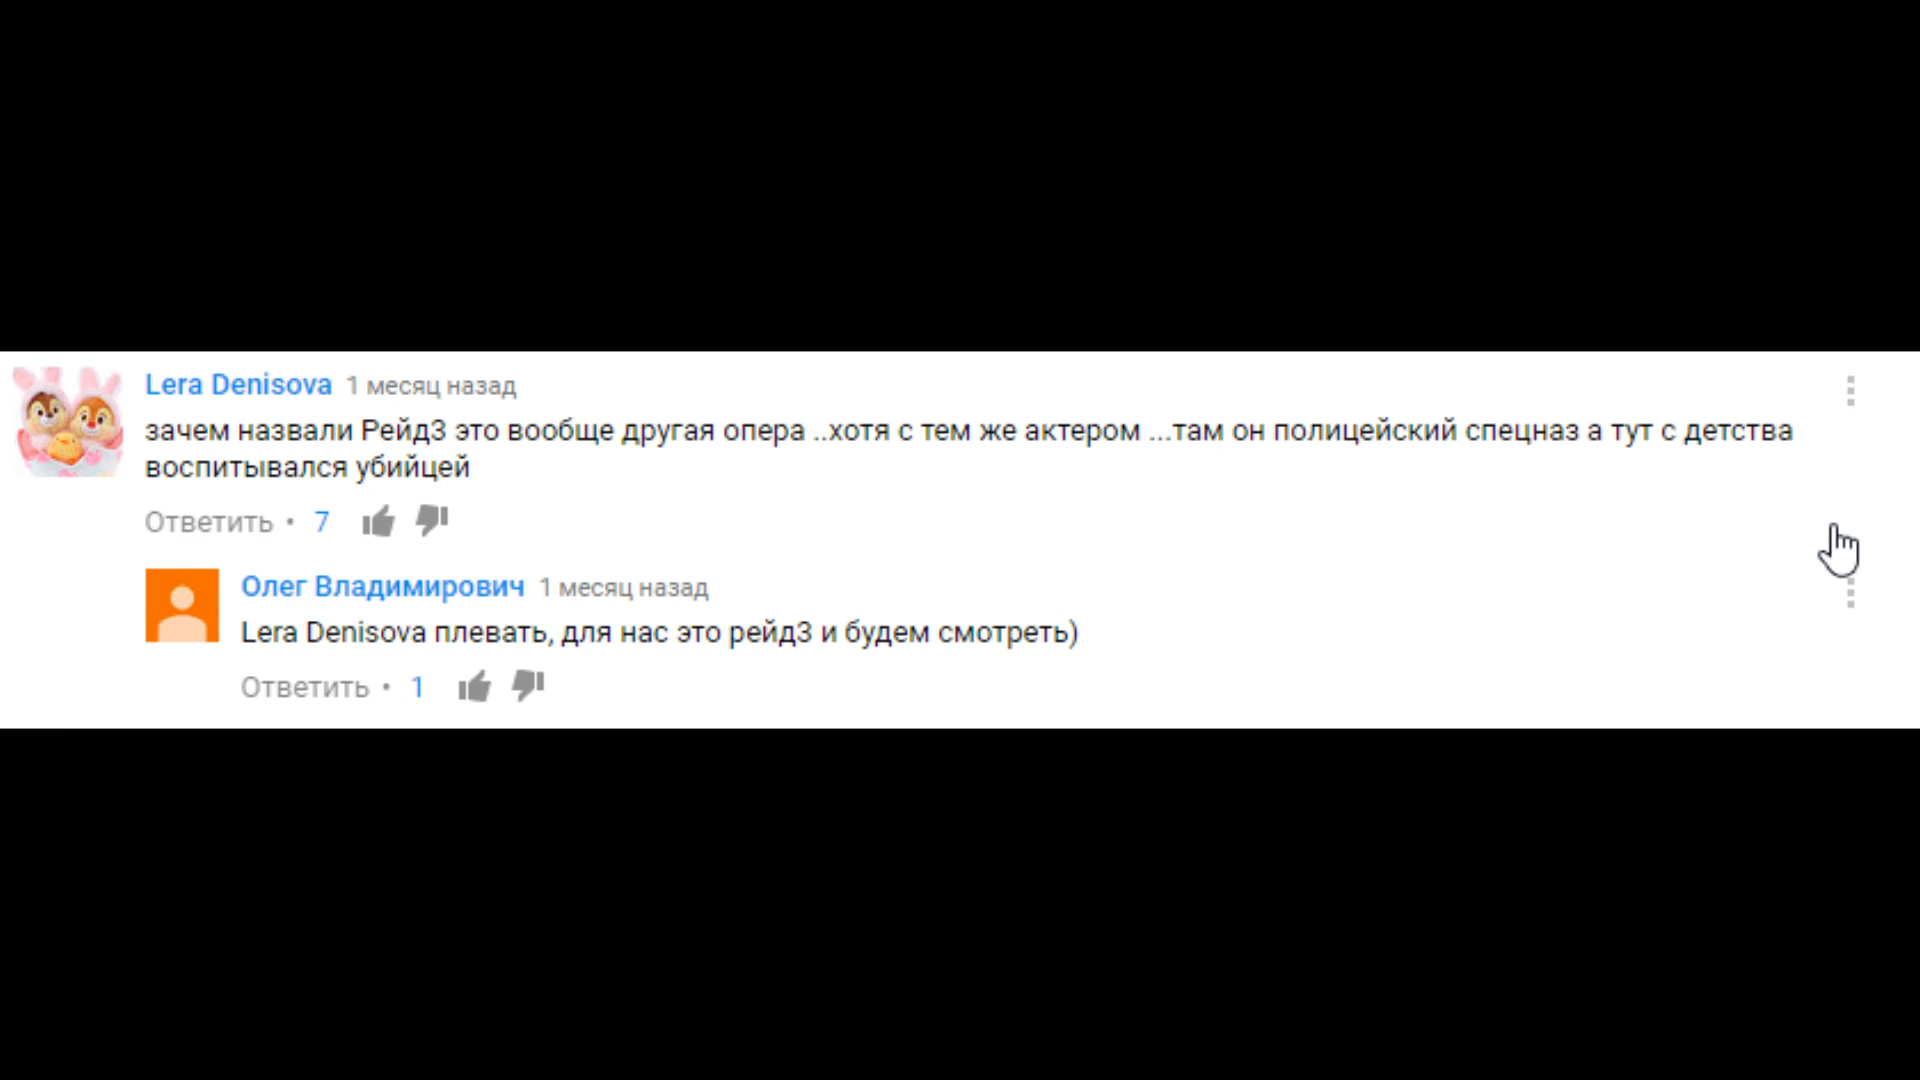 Lera Denisova 1 месяц назад
зачем назвали Рейд3 это вообще другая опера ..хотя с тем же актером ...там он полицейский спецназ а тут с детства
воспитывался убийцей
Ответить • 7
Олег Владимирович 1 месяц назад
Lera Denisova плевать, для нас это рейд3 и будем смотреть)
Ответить • 1